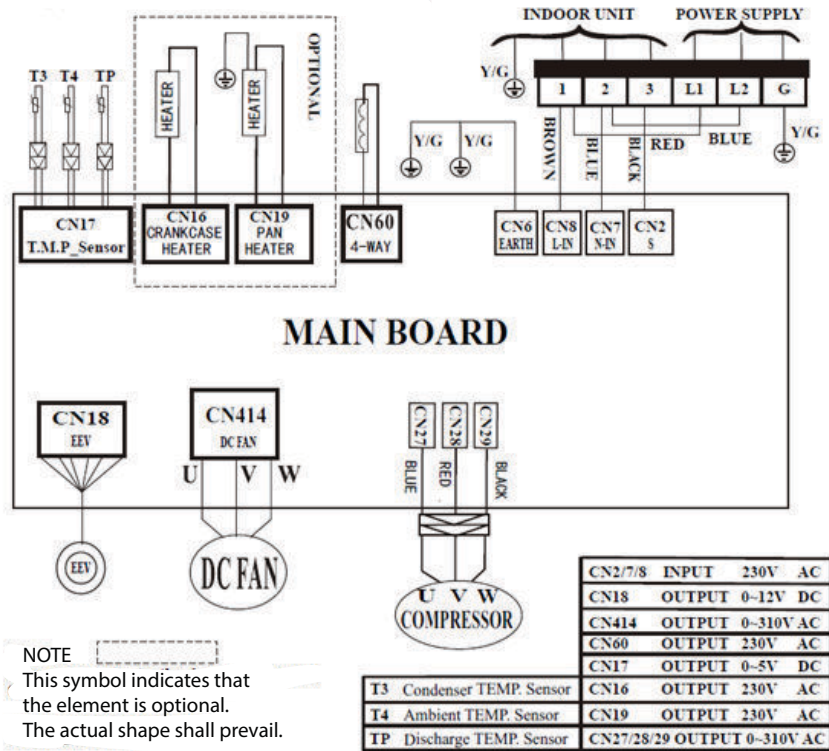 INDOOR UNIT POWER SUPPLY
Y/G
1 2 3 L1 L2 G
BROWN
BLUE
BLACK
RED
BLUE
Y/G
T3 T4 TP
HEATER
HEATER
OPTIONAL
Y/G Y/G
CN17
T.M.P_Sensor
CN16
CRANKCASE
HEATER
CN19
PAN
HEATER
CN60
4-WAY
CN6
EARTH
CN8
L-IN
CN7
N-IN
CN2
S
MAIN BOARD
CN18
EEV
CN414
DC FAN
U V W
CN27
CN28
CN29
BLUE
RED
BLACK
EEV
DC FAN
U V W
COMPRESSOR
CN2/7/8 INPUT 230V AC
CN18 OUTPUT 0~12V DC
CN414 OUTPUT 0~310V AC
CN60 OUTPUT 230V AC
CN17 OUTPUT 0~5V DC
CN16 OUTPUT 230V AC
CN19 OUTPUT 230V AC
CN27/28/29 OUTPUT 0~310V AC
T3 Condenser TEMP. Sensor
T4 Ambient TEMP. Sensor
TP Discharge TEMP. Sensor
NOTE
This symbol indicates that
the element is optional.
The actual shape shall prevail.